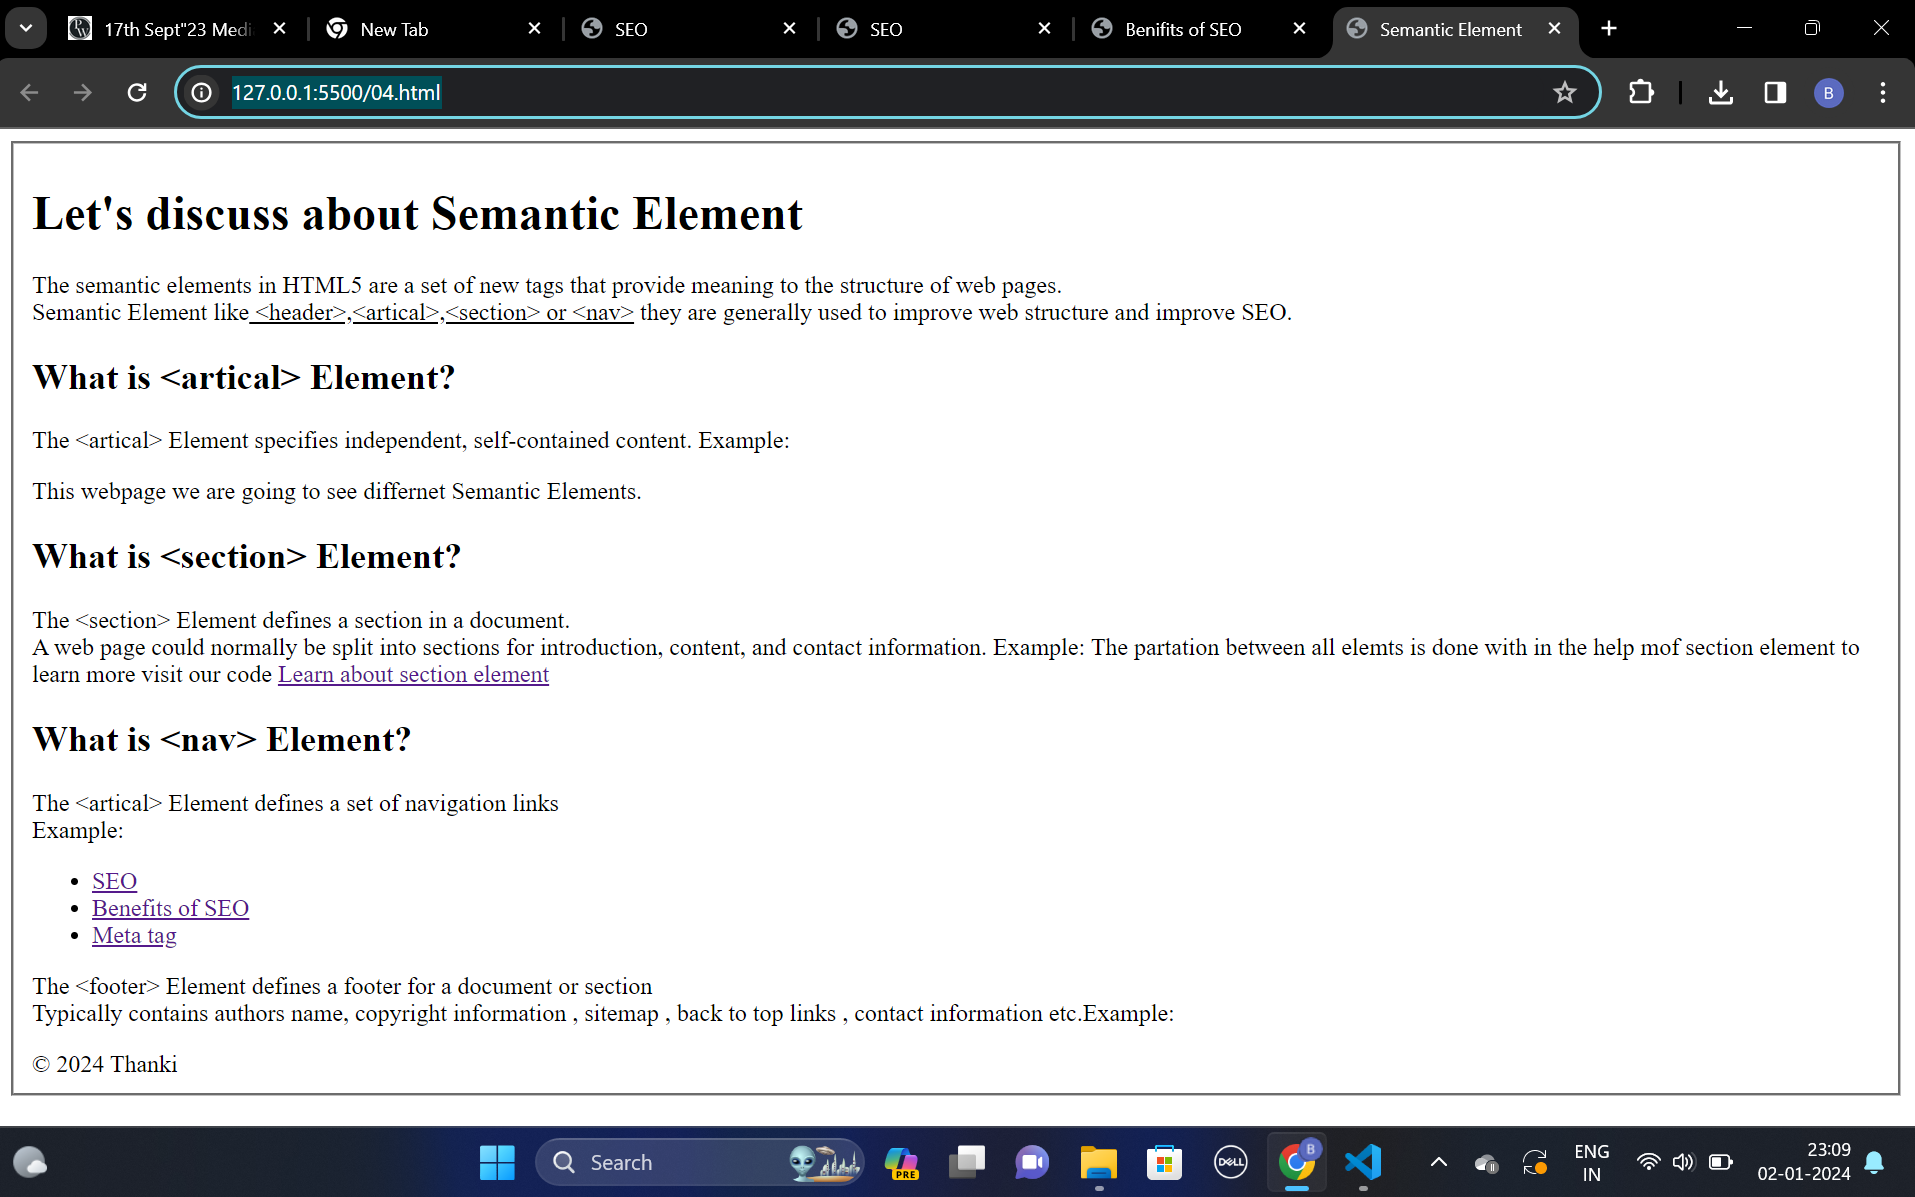 17th Sept"23 Medi
New Tab
SEO
SEO
Benifits of SEO
Semantic Element
127.0.0.1:5500/04.html
B
Let's discuss about Semantic Element
The semantic elements in HTML5 are a set of new tags that provide meaning to the structure of web pages.
Semantic Element like <header>,<artical>,<section> or <nav> they are generally used to improve web structure and improve SEO.
What is <artical> Element?
The <artical> Element specifies independent, self-contained content. Example:
This webpage we are going to see differnet Semantic Elements.
What is <section> Element?
The <section> Element defines a section in a document.
A web page could normally be split into sections for introduction, content, and contact information. Example: The partation between all elemts is done with in the help mof section element to
learn more visit our code Learn about section element
What is <nav> Element?
The <artical> Element defines a set of navigation links
Example:
• SEO
• Benefits of SEO
• Meta tag
The <footer> Element defines a footer for a document or section
Typically contains authors name, copyright information , sitemap , back to top links , contact information etc.Example:
© 2024 Thanki
Search
PRE
DELL
B
ENG
IN
23:09
02-01-2024